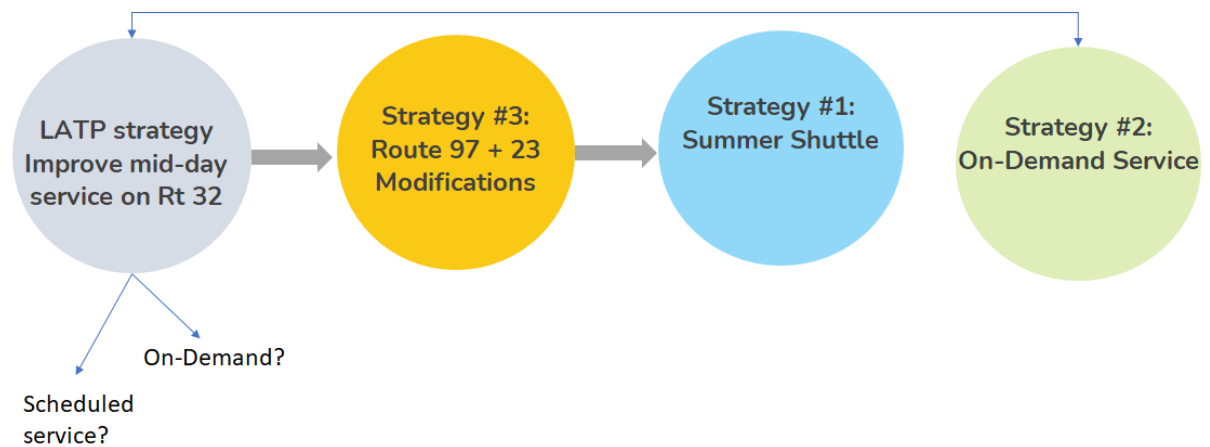 LATP strategy
Improve mid-day
service on Rt 32
Strategy #3:
Route 97 + 23
Modifications
Strategy #1:
Summer Shuttle
Strategy #2:
On-Demand Service
On-Demand?
Scheduled
service?